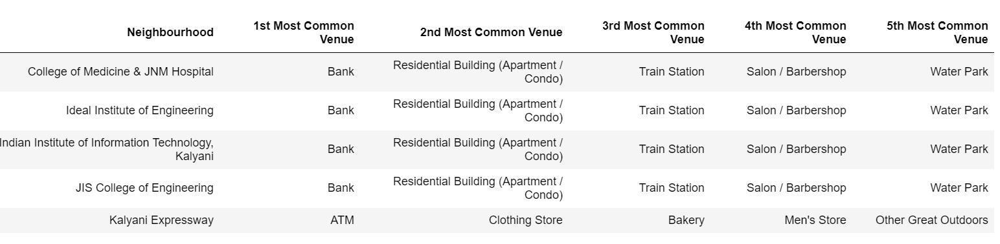 Neighbourhood 1st Most Common Venue 2nd Most Common Venue 3rd Most Common Venue 4th Most Common Venue 5th Most Common Venue
College of Medicine & JNM Hospital Bank Residential Building (Apartment / Condo) Train Station Salon / Barbershop Water Park
Ideal Institute of Engineering Bank Residential Building (Apartment / Condo) Train Station Salon / Barbershop Water Park
Indian Institute of Information Technology, Kalyani Bank Residential Building (Apartment / Condo) Train Station Salon / Barbershop Water Park
JIS College of Engineering Bank Residential Building (Apartment / Condo) Train Station Salon / Barbershop Water Park
Kalyani Expressway ATM Clothing Store Bakery Men's Store Other Great Outdoors